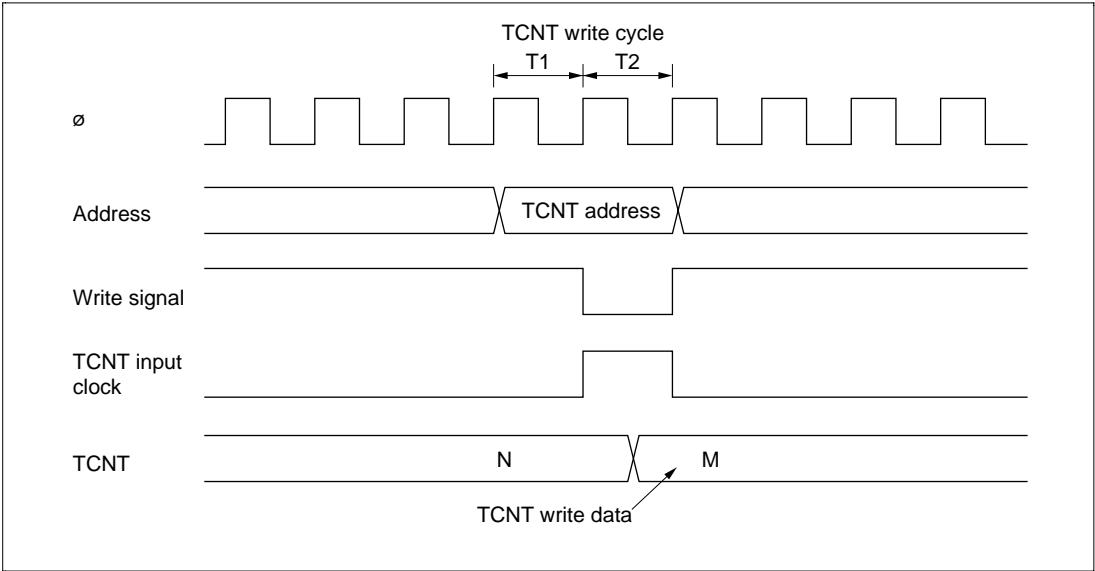 TCNT write cycle
T1 T2
ø
Address
TCNT address
Write signal
TCNT input
clock
TCNT
N
M
TCNT write data